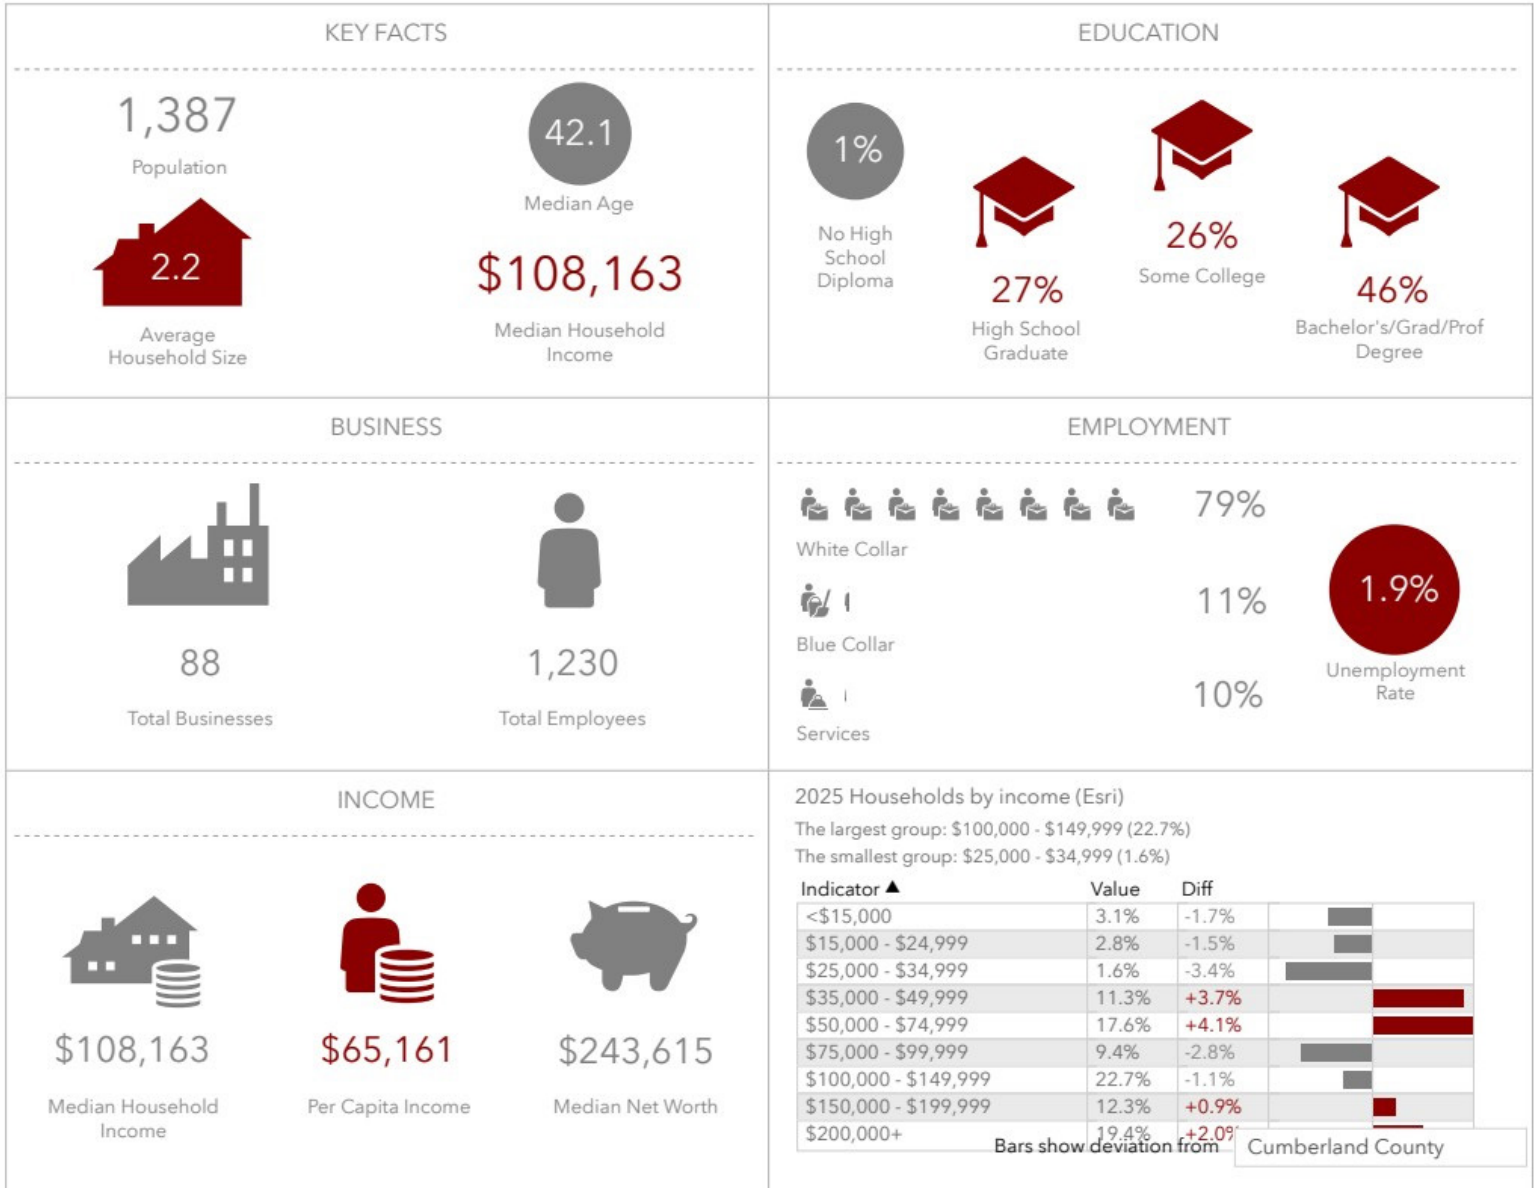 KEY FACTS
1,387
Population
42.1
Median Age
2.2
Average
Household Size
$108,163
Median Household
Income
EDUCATION
1%
No High
School
Diploma
27%
High School
Graduate
26%
Some College
46%
Bachelor's/Grad/Prof
Degree
BUSINESS
88
Total Businesses
1,230
Total Employees
EMPLOYMENT
79%
White Collar
11%
Blue Collar
10%
Services
1.9%
Unemployment
Rate
INCOME
$108,163
Median Household
Income
$65,161
Per Capita Income
$243,615
Median Net Worth
2025 Households by income (Esri)
The largest group: $100,000 - $149,999 (22.7%)
The smallest group: $25,000 - $34,999 (1.6%)
Indicator ▲ Value Diff
<$15,000 3.1% -1.7%
$15,000 - $24,999 2.8% -1.5%
$25,000 - $34,999 1.6% -3.4%
$35,000 - $49,999 11.3% +3.7%
$50,000 - $74,999 17.6% +4.1%
$75,000 - $99,999 9.4% -2.8%
$100,000 - $149,999 22.7% -1.1%
$150,000 - $199,999 12.3% +0.9%
$200,000+ 19.4% +2.0%
Bars show deviation from Cumberland County